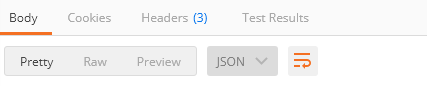 Body Cookies Headers (3) Test Results
Pretty Raw Preview JSON